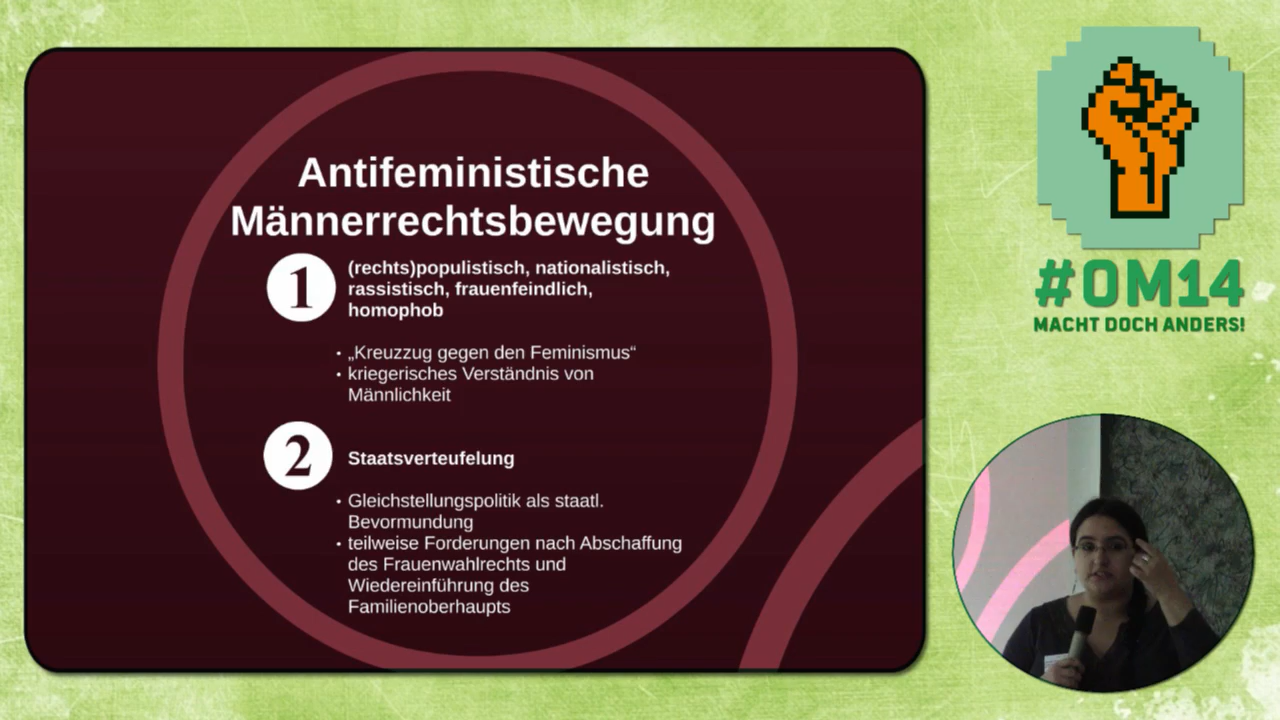 Antifeministische
Männerrechtsbewegung
1
(rechts)populistisch, nationalistisch,
rassistisch, frauenfeindlich,
homophob
• „Kreuzzug gegen den Feminismus“
• kriegerisches Verständnis von
Männlichkeit
2
Staatsverteufelung
• Gleichstellungspolitik als staatl.
Bevormundung
• teilweise Forderungen nach Abschaffung
des Frauenwahlrechts und
Wiedereinführung des
Familienoberhaupts
#OM14
MACHT DOCH ANDERS!